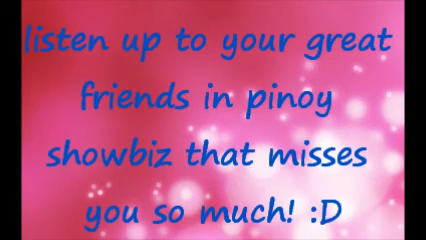 listen up to your great
friends in pinoy
showbiz that misses
you so much! :D